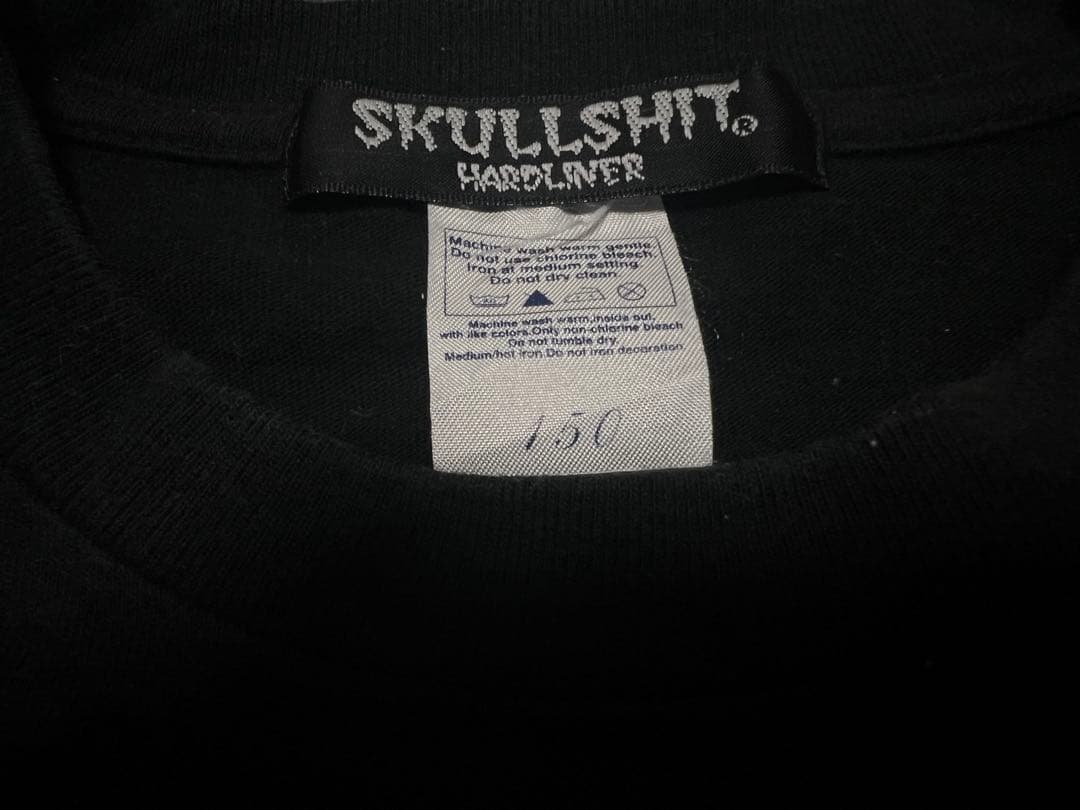 SKULLSHIT®
HARDLINER
Machine wash warm gentle.
Do not use chlorine bleach.
Iron at medium setting.
Do not dry clean.
Machine wash warm,inside out,
with like colors.Only non-chlorine bleach
Do not tumble dry.
Medium/hot iron.Do not iron decoration.
150